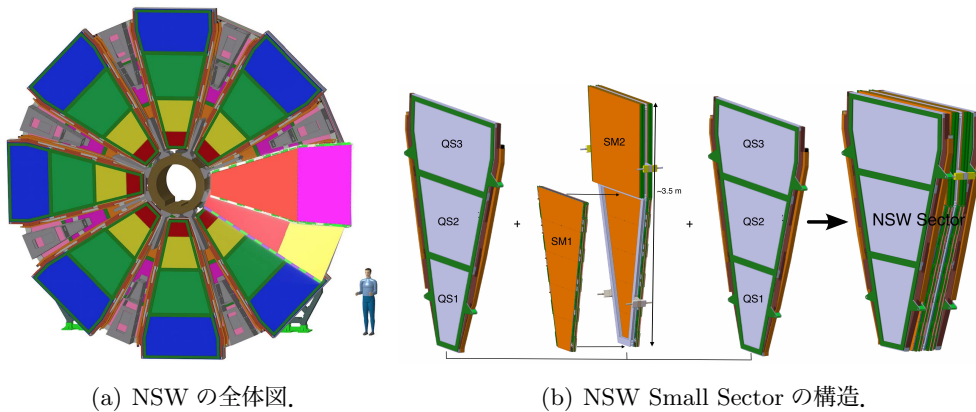 QS3
QS2
QS1
+
SM1
SM2
~3.5 m
+
QS3
QS2
QS1
NSW Sector
(a) NSW の全体図.
(b) NSW Small Sector の構造.